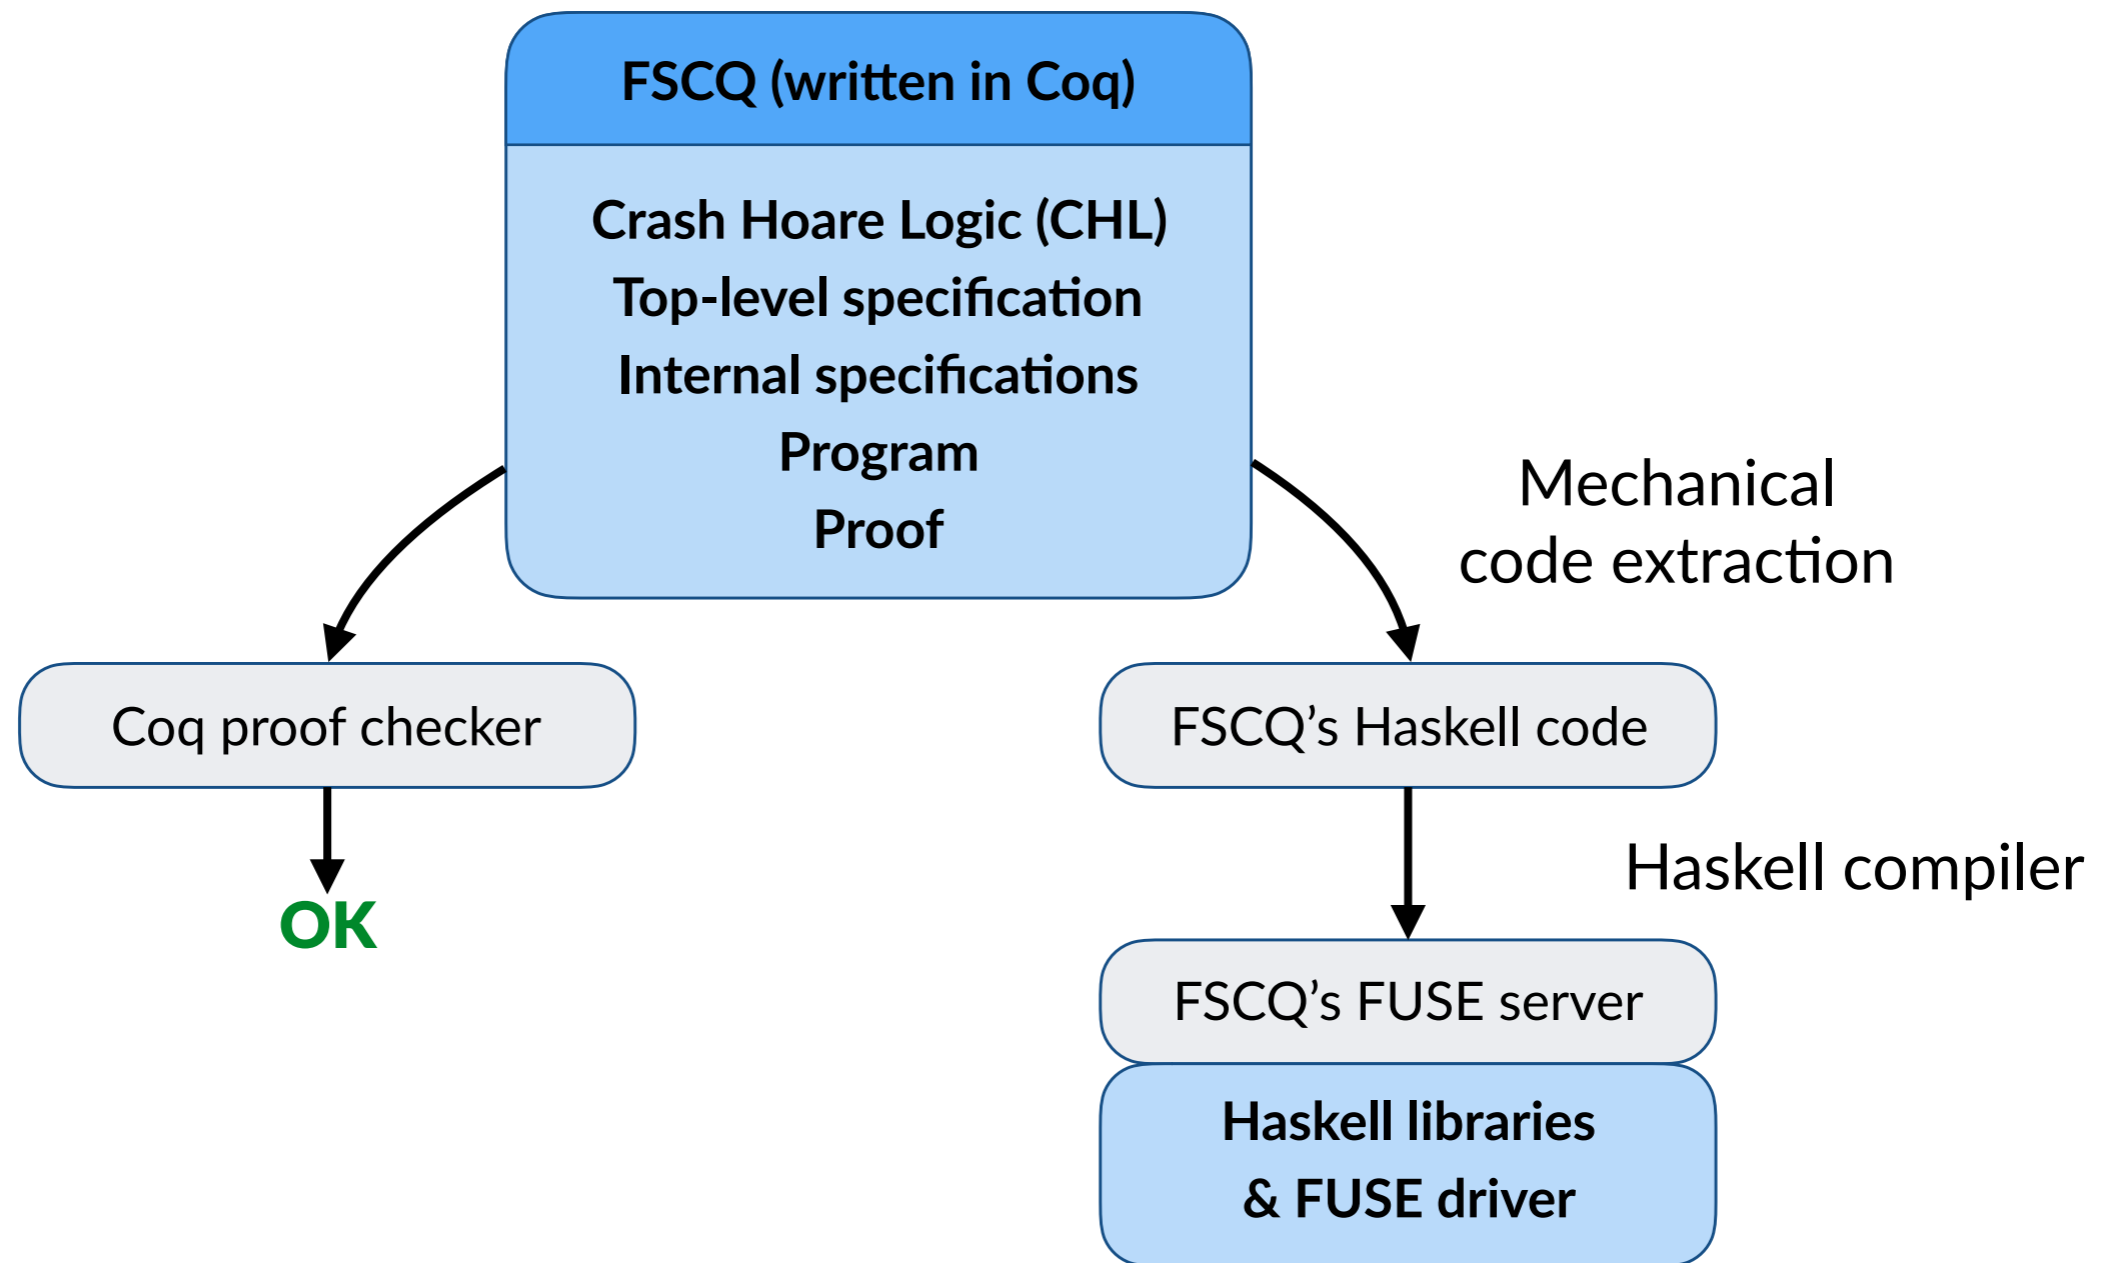 FSCQ (written in Coq)
Crash Hoare Logic (CHL)
Top-level specification
Internal specifications
Program
Proof
Mechanical
code extraction
Coq proof checker
FSCQ’s Haskell code
OK
Haskell compiler
FSCQ’s FUSE server
Haskell libraries
& FUSE driver